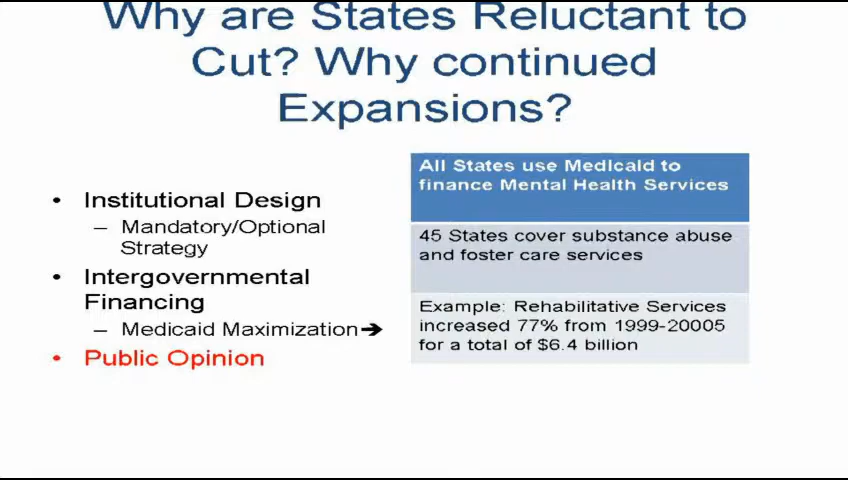 Why are States Reluctant to
Cut? Why continued
Expansions?
• Institutional Design
– Mandatory/Optional
Strategy
• Intergovernmental
Financing
– Medicaid Maximization➔
• Public Opinion
All States use Medicaid to
finance Mental Health Services
45 States cover substance abuse
and foster care services
Example: Rehabilitative Services
increased 77% from 1999-20005
for a total of $6.4 billion